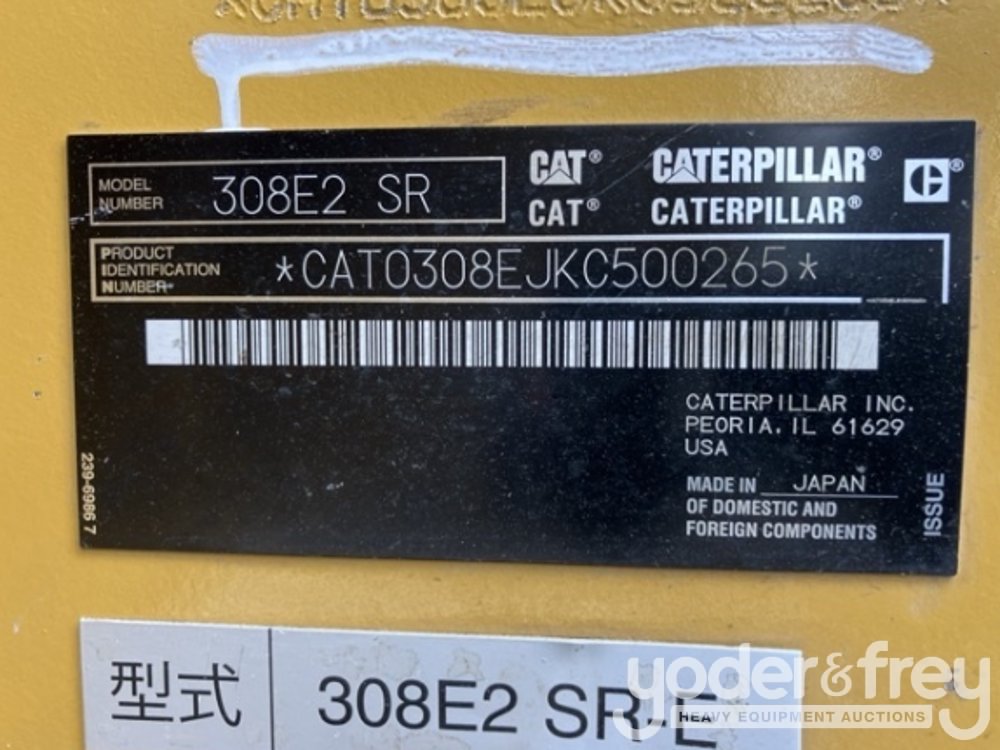 MODEL NUMBER 308E2 SR
CAT® CATERPILLAR®
CAT® CATERPILLAR®
PRODUCT
IDENTIFICATION
NUMBER
*CAT0308EJKC500265*
CATERPILLAR INC.
PEORIA, IL 61629
USA
MADE IN JAPAN
OF DOMESTIC AND
FOREIGN COMPONENTS
ISSUE
239-6986 7
型式 308E2 SR-E
yoder&frey
HEAVY EQUIPMENT AUCTIONS